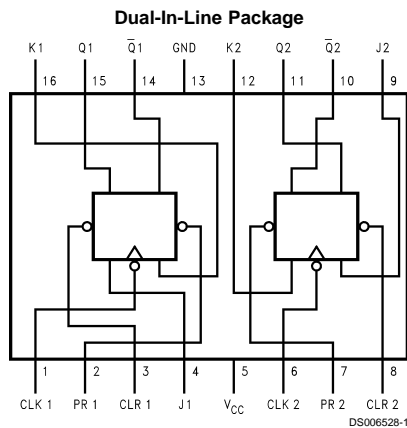 Dual-In-Line Package
K1 Q1 Q̅1 GND K2 Q2 Q̅2 J2
16 15 14 13 12 11 10 9
1 2 3 4 5 6 7 8
CLK 1 PR 1 CLR 1 J1 VCC CLK 2 PR 2 CLR 2
DS006528-1